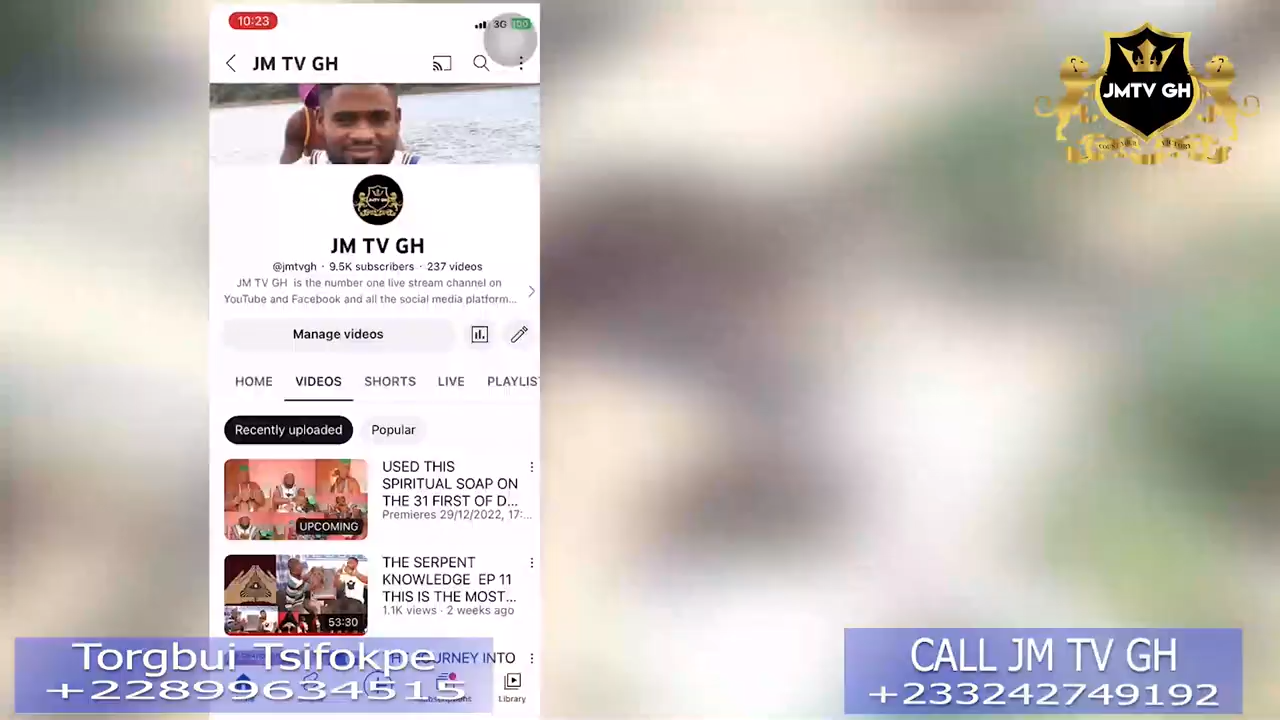 10:23
3G
100
JM TV GH
JMTV GH
JM TV GH
@jmtvgh · 9.5K subscribers · 237 videos
JM TV GH is the number one live stream channel on
YouTube and Facebook and all the social media platform...
Manage videos
HOME
VIDEOS
SHORTS
LIVE
PLAYLIS
Recently uploaded
Popular
USED THIS
SPIRITUAL SOAP ON
THE 31 FIRST OF D...
Premieres 29/12/2022, 17:...
UPCOMING
THE SERPENT
KNOWLEDGE EP 11
THIS IS THE MOST...
1.1K views · 2 weeks ago
53:30
JOURNEY INTO
Torgbui Tsifokpe
+22899634515
Library
CALL JM TV GH
+233242749192